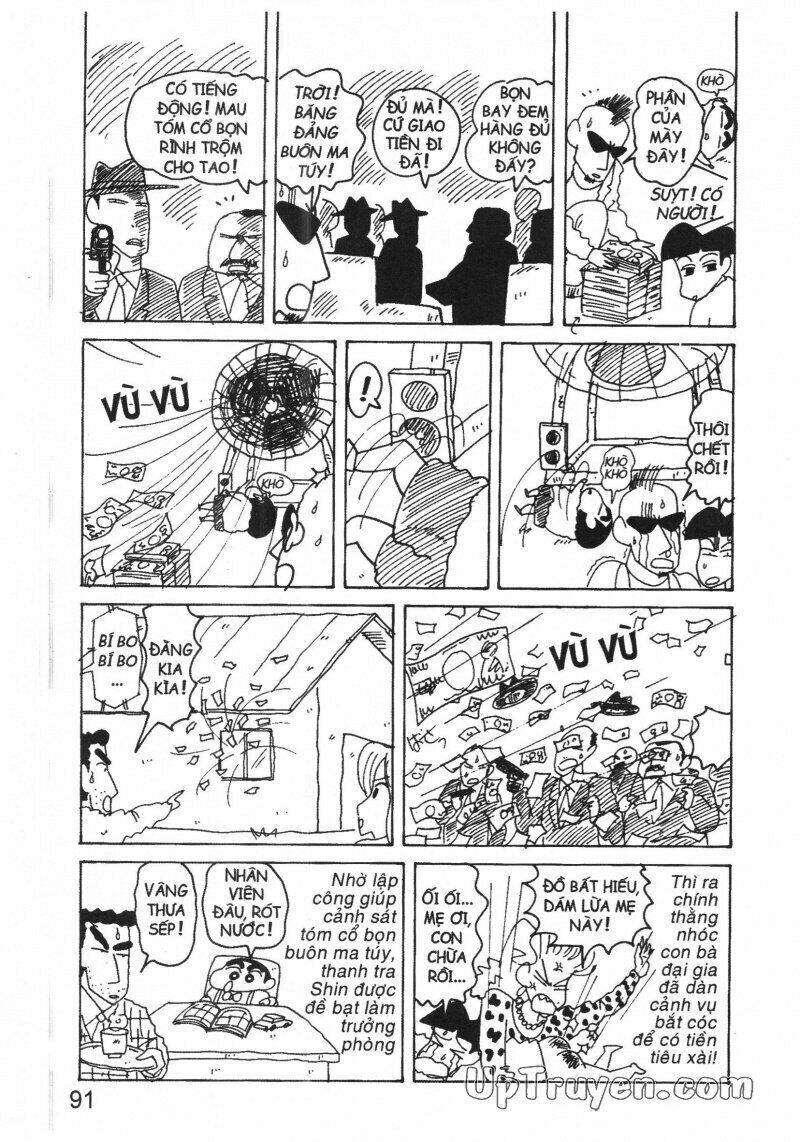 KHÒ
PHẦN
CỦA
MÀY
ĐÂY!
SUỴT! CÓ
NGƯỜI!
BỌN
BAY ĐEM
HÀNG ĐỦ
KHÔNG
ĐẤY?
ĐỦ MÀ!
CỨ GIAO
TIỀN ĐI
ĐÃ!
TRỜI!
BĂNG
ĐẢNG
BUÔN MA
TÚY!
CÓ TIẾNG
ĐỘNG! MAU
TÓM CỔ BỌN
RÌNH TRỘM
CHO TAO!
THÔI
CHẾT
RỒI!
KHÒ
KHÒ
!
VÙ VÙ
KHÒ
VÙ VÙ
ĐẰNG
KIA
KÌA!
BÍ BO
BÍ BO
...
Thì ra
chính
thằng
nhóc
con bà
đại gia
đã dàn
cảnh vụ
bắt cóc
để có tiền
tiêu xài!
ĐỒ BẤT HIẾU,
DÁM LỪA MẸ
NÀY!
ỐI ỐI...
MẸ ƠI,
CON
CHỪA
RỒI...
Nhờ lập
công giúp
cảnh sát
tóm cổ bọn
buôn ma túy,
thanh tra
Shin được
đề bạt làm
trưởng
phòng
NHÂN
VIÊN
ĐÂU, RÓT
NƯỚC!
VÂNG
THƯA
SẾP!
91
UpTruyen.com